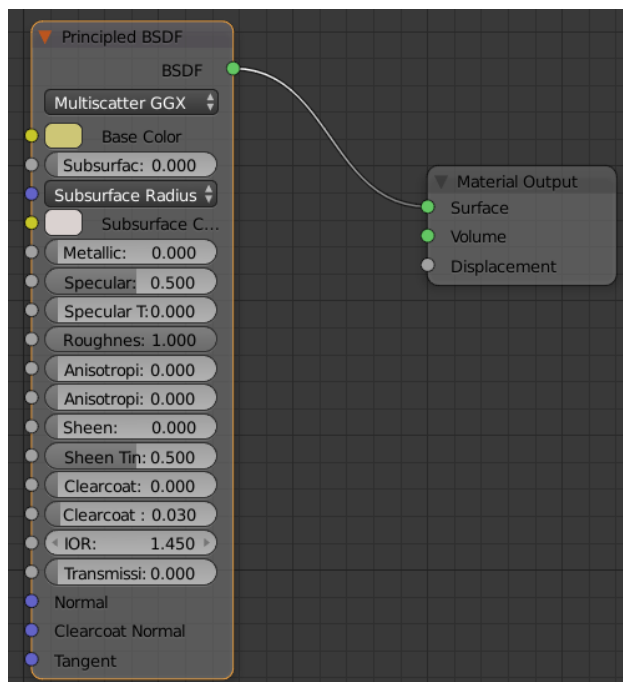 Principled BSDF
BSDF
Multiscatter GGX
Base Color
Subsurfac: 0.000
Subsurface Radius
Subsurface C...
Metallic: 0.000
Specular: 0.500
Specular T: 0.000
Roughnes: 1.000
Anisotropi: 0.000
Anisotropi: 0.000
Sheen: 0.000
Sheen Tin: 0.500
Clearcoat: 0.000
Clearcoat : 0.030
IOR: 1.450
Transmissi: 0.000
Normal
Clearcoat Normal
Tangent
Material Output
Surface
Volume
Displacement